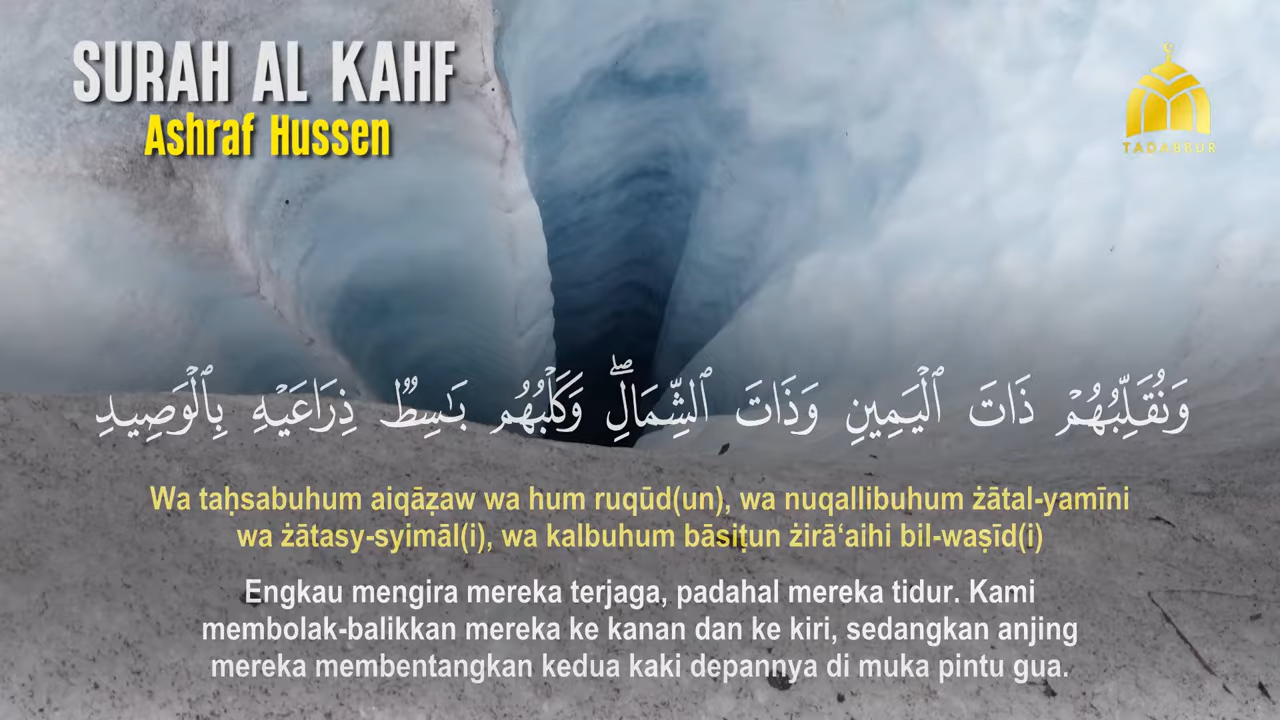 SURAH AL KAHF
Ashraf Hussen
TADABBUR
وَنُقَلِّبُهُمْ ذَاتَ ٱلْيَمِينِ وَذَاتَ ٱلشِّمَالِۖ وَكَلْبُهُم بَـٰسِطٌ ذِرَاعَيْهِ بِٱلْوَصِيدِ
Wa taḥsabuhum aiqāẓaw wa hum ruqūd(un), wa nuqallibuhum żātal-yamīni
wa żātasy-syimāl(i), wa kalbuhum bāsiṭun żirā‘aihi bil-waṣīd(i)
Engkau mengira mereka terjaga, padahal mereka tidur. Kami
membolak-balikkan mereka ke kanan dan ke kiri, sedangkan anjing
mereka membentangkan kedua kaki depannya di muka pintu gua.